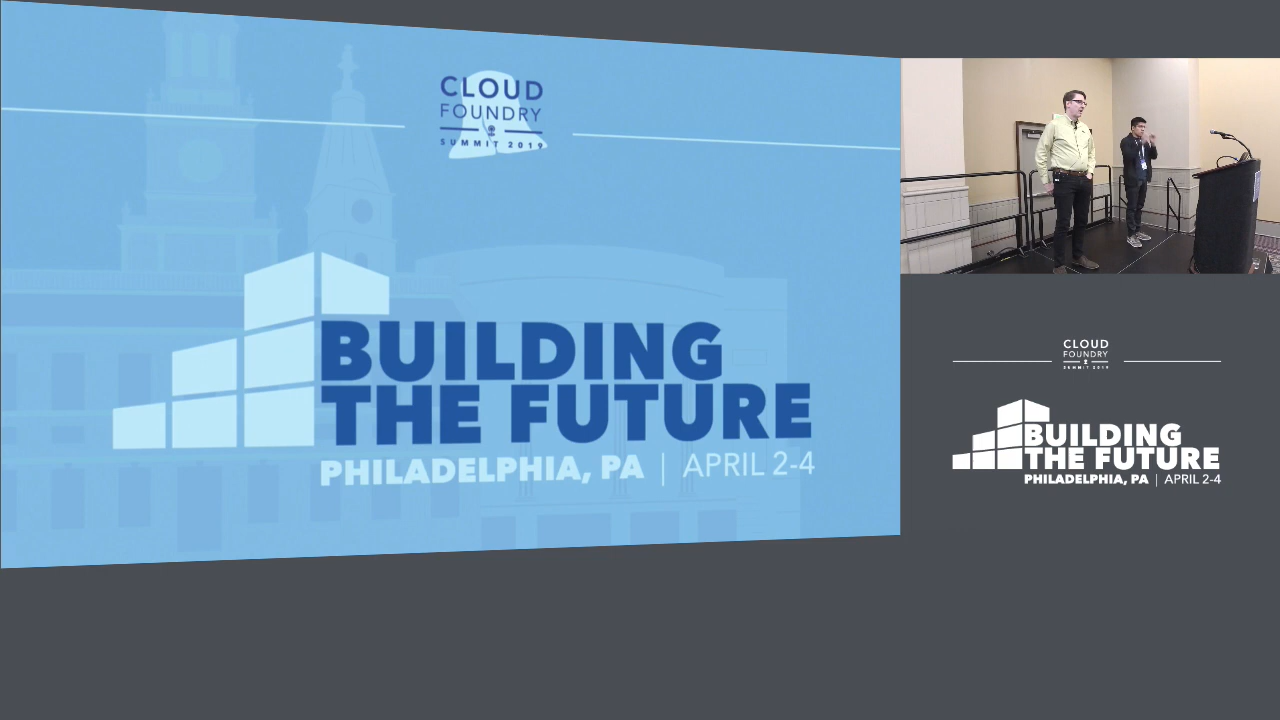 CLOUD
FOUNDRY
SUMMIT 2019
BUILDING
THE FUTURE
PHILADELPHIA, PA | APRIL 2-4
CLOUD
FOUNDRY
SUMMIT 2019
BUILDING
THE FUTURE
PHILADELPHIA, PA | APRIL 2-4